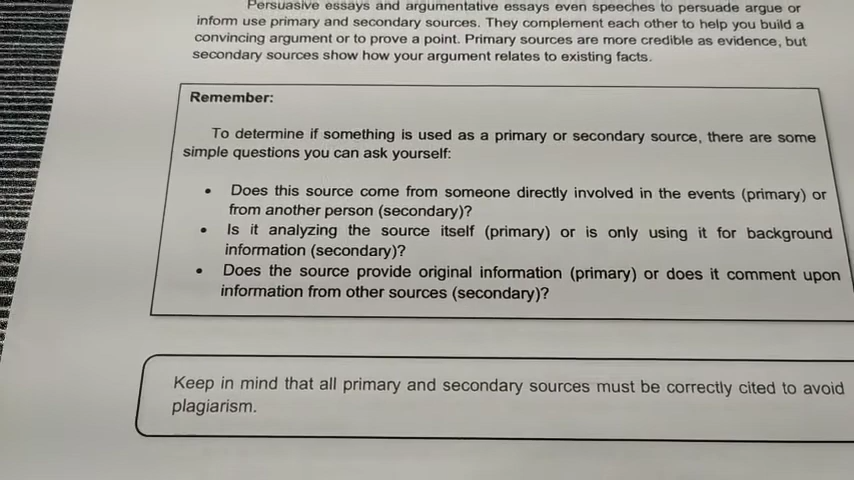 Persuasive essays and argumentative essays even speeches to persuade argue or
inform use primary and secondary sources. They complement each other to help you build a
convincing argument or to prove a point. Primary sources are more credible as evidence, but
secondary sources show how your argument relates to existing facts.
Remember:
To determine if something is used as a primary or secondary source, there are some
simple questions you can ask yourself:
• Does this source come from someone directly involved in the events (primary) or
from another person (secondary)?
• Is it analyzing the source itself (primary) or is only using it for background
information (secondary)?
• Does the source provide original information (primary) or does it comment upon
information from other sources (secondary)?
Keep in mind that all primary and secondary sources must be correctly cited to avoid
plagiarism.